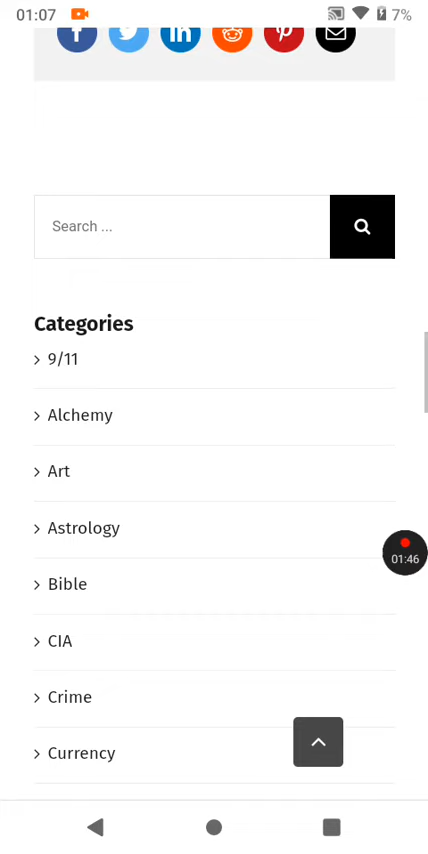 01:07
7%
Search ...
Categories
9/11
Alchemy
Art
Astrology
Bible
01:46
CIA
Crime
Currency